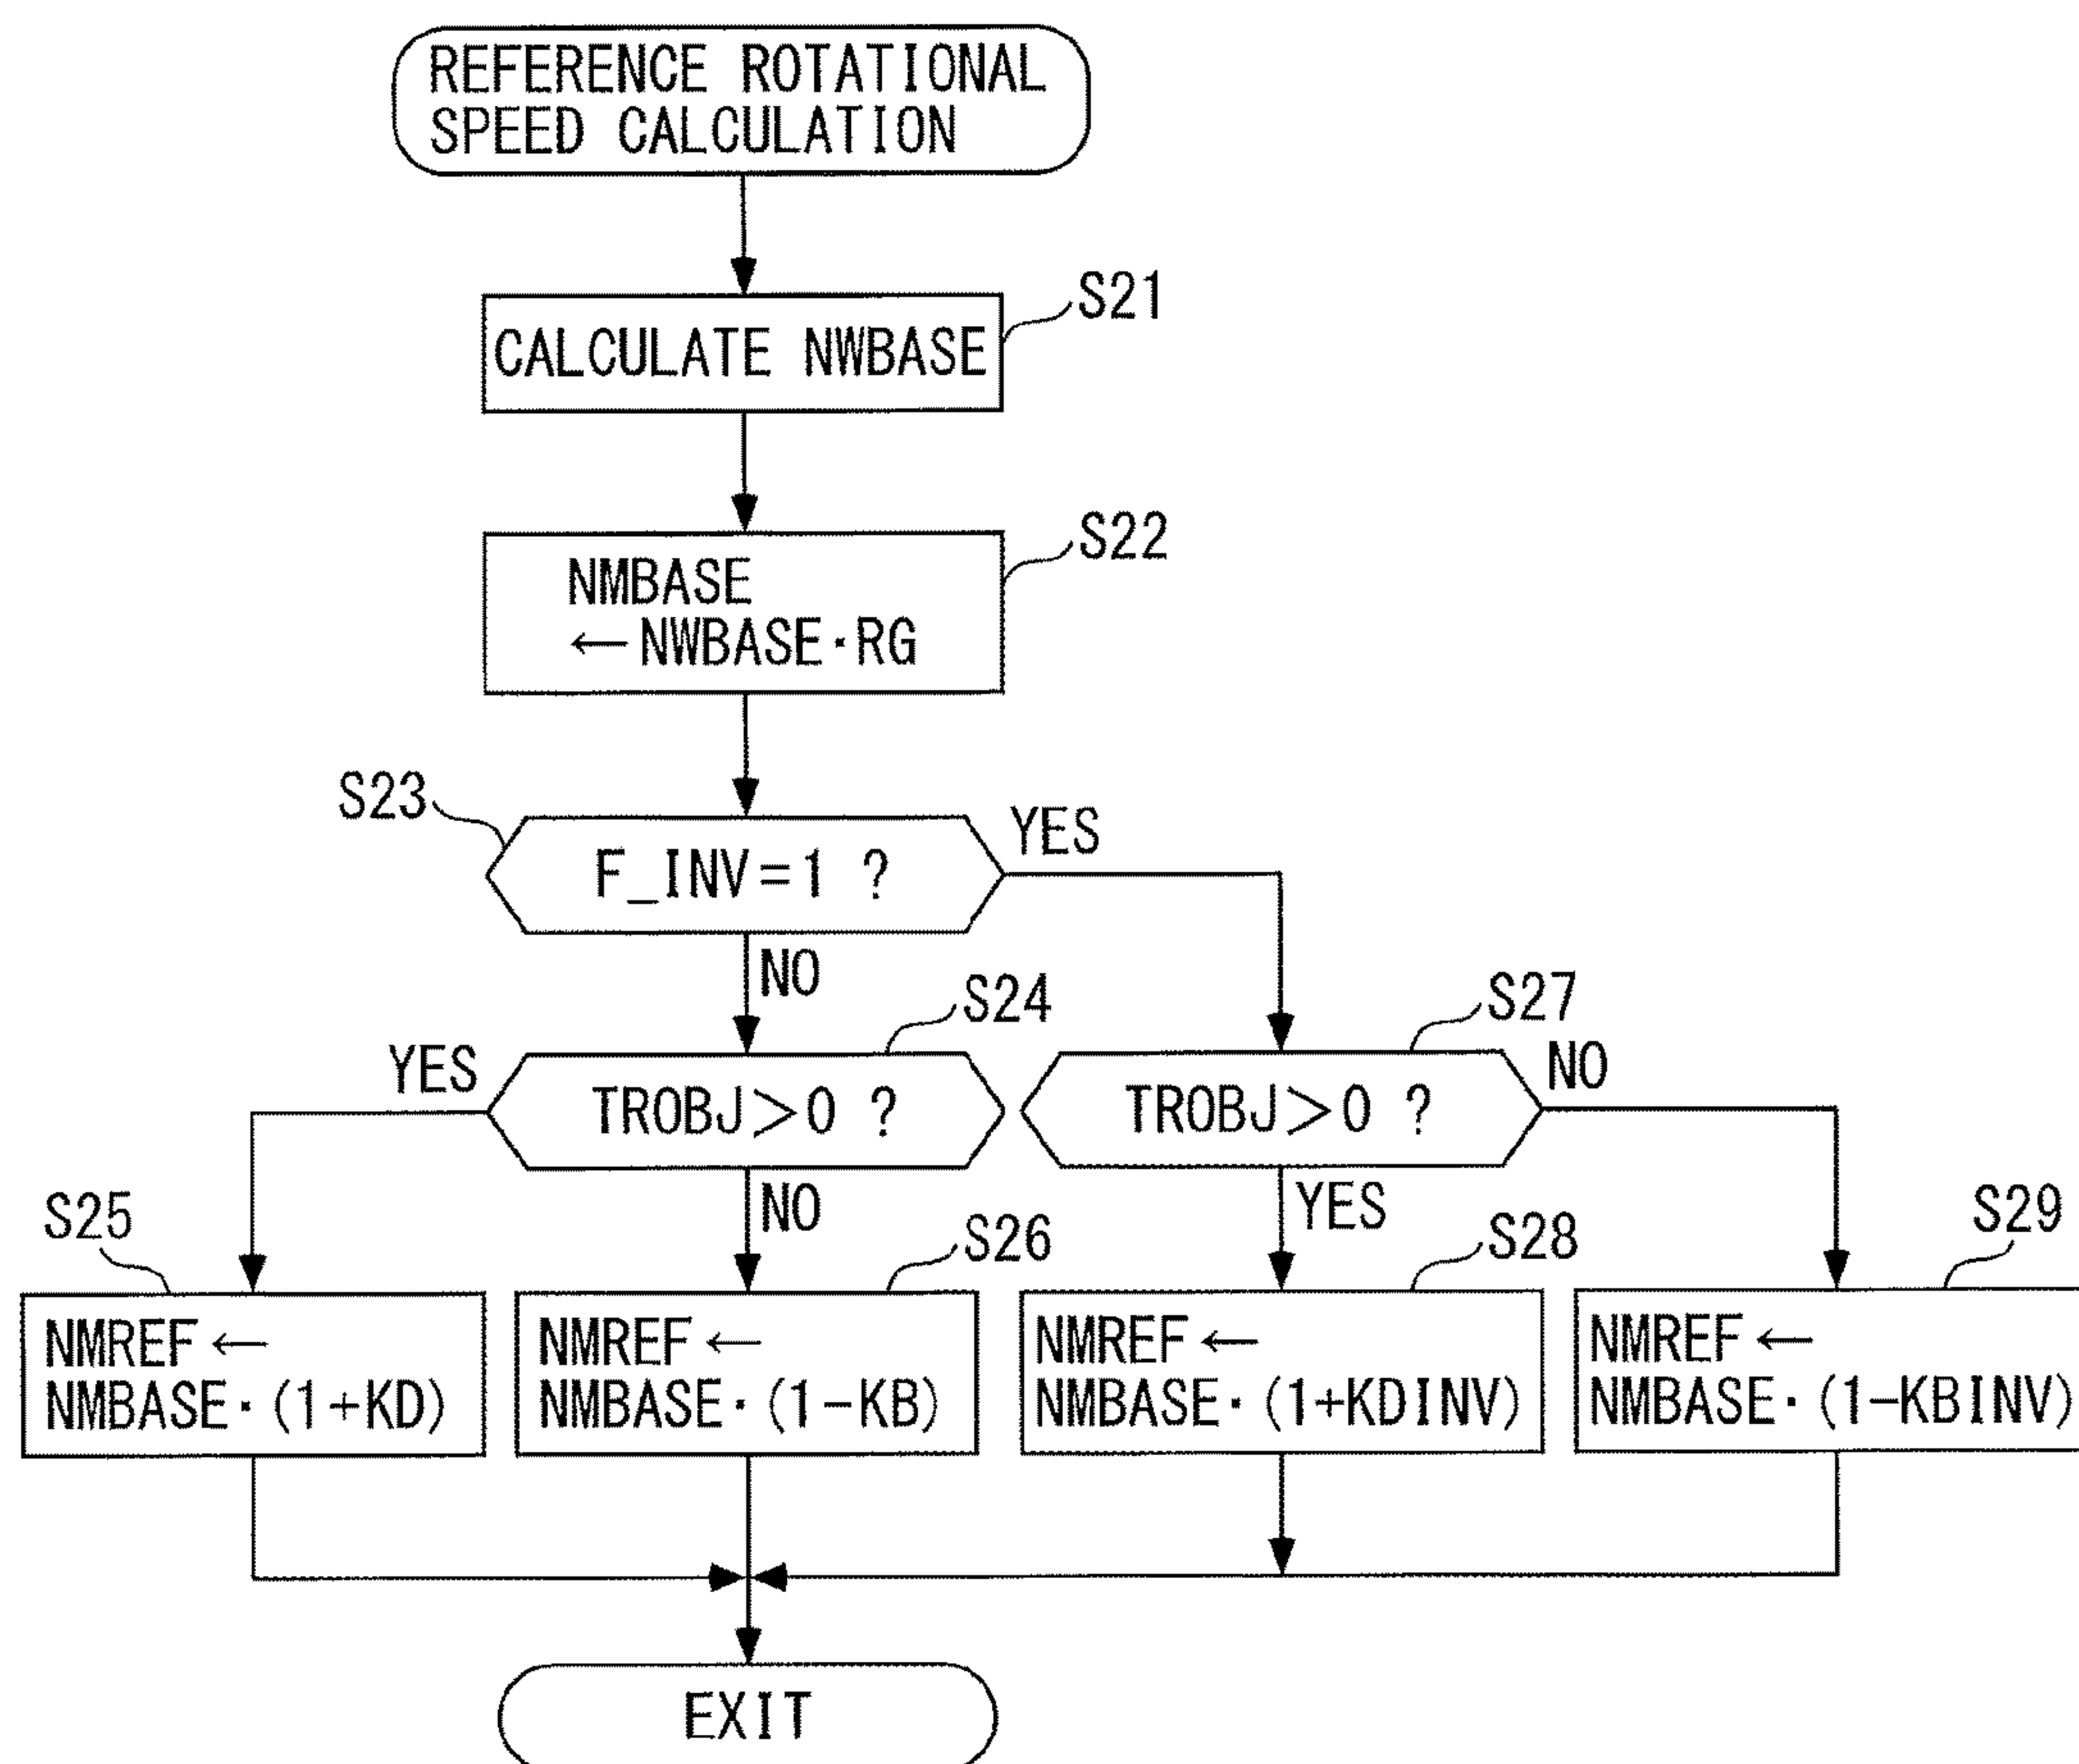 REFERENCE ROTATIONAL
SPEED CALCULATION
S21
CALCULATE NWBASE
S22
NMBASE
←NWBASE·RG
S23
F_INV=1 ?
YES
NO
S24
S27
YES
TROBJ>0 ?
TROBJ>0 ?
NO
NO
YES
S25
S26
S28
S29
NMREF←
NMBASE·(1+KD)
NMREF←
NMBASE·(1-KB)
NMREF←
NMBASE·(1+KDINV)
NMREF←
NMBASE·(1-KBINV)
EXIT